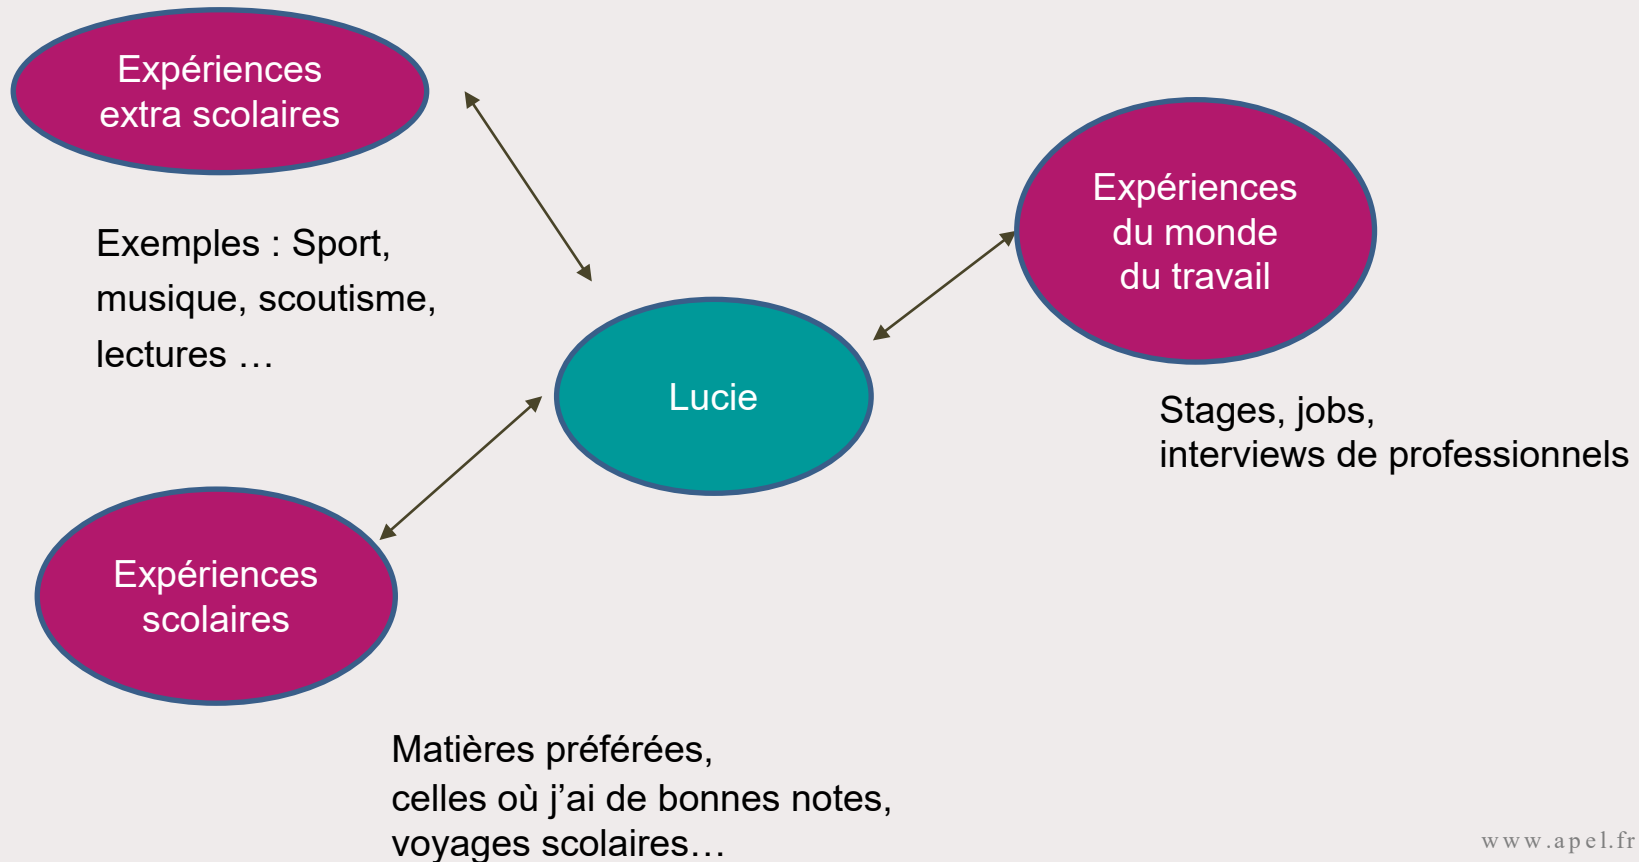 Expériences
extra scolaires
Exemples : Sport,
musique, scoutisme,
lectures …
Expériences
du monde
du travail
Stages, jobs,
interviews de professionnels
Lucie
Expériences
scolaires
Matières préférées,
celles où j’ai de bonnes notes,
voyages scolaires…
www.apel.fr